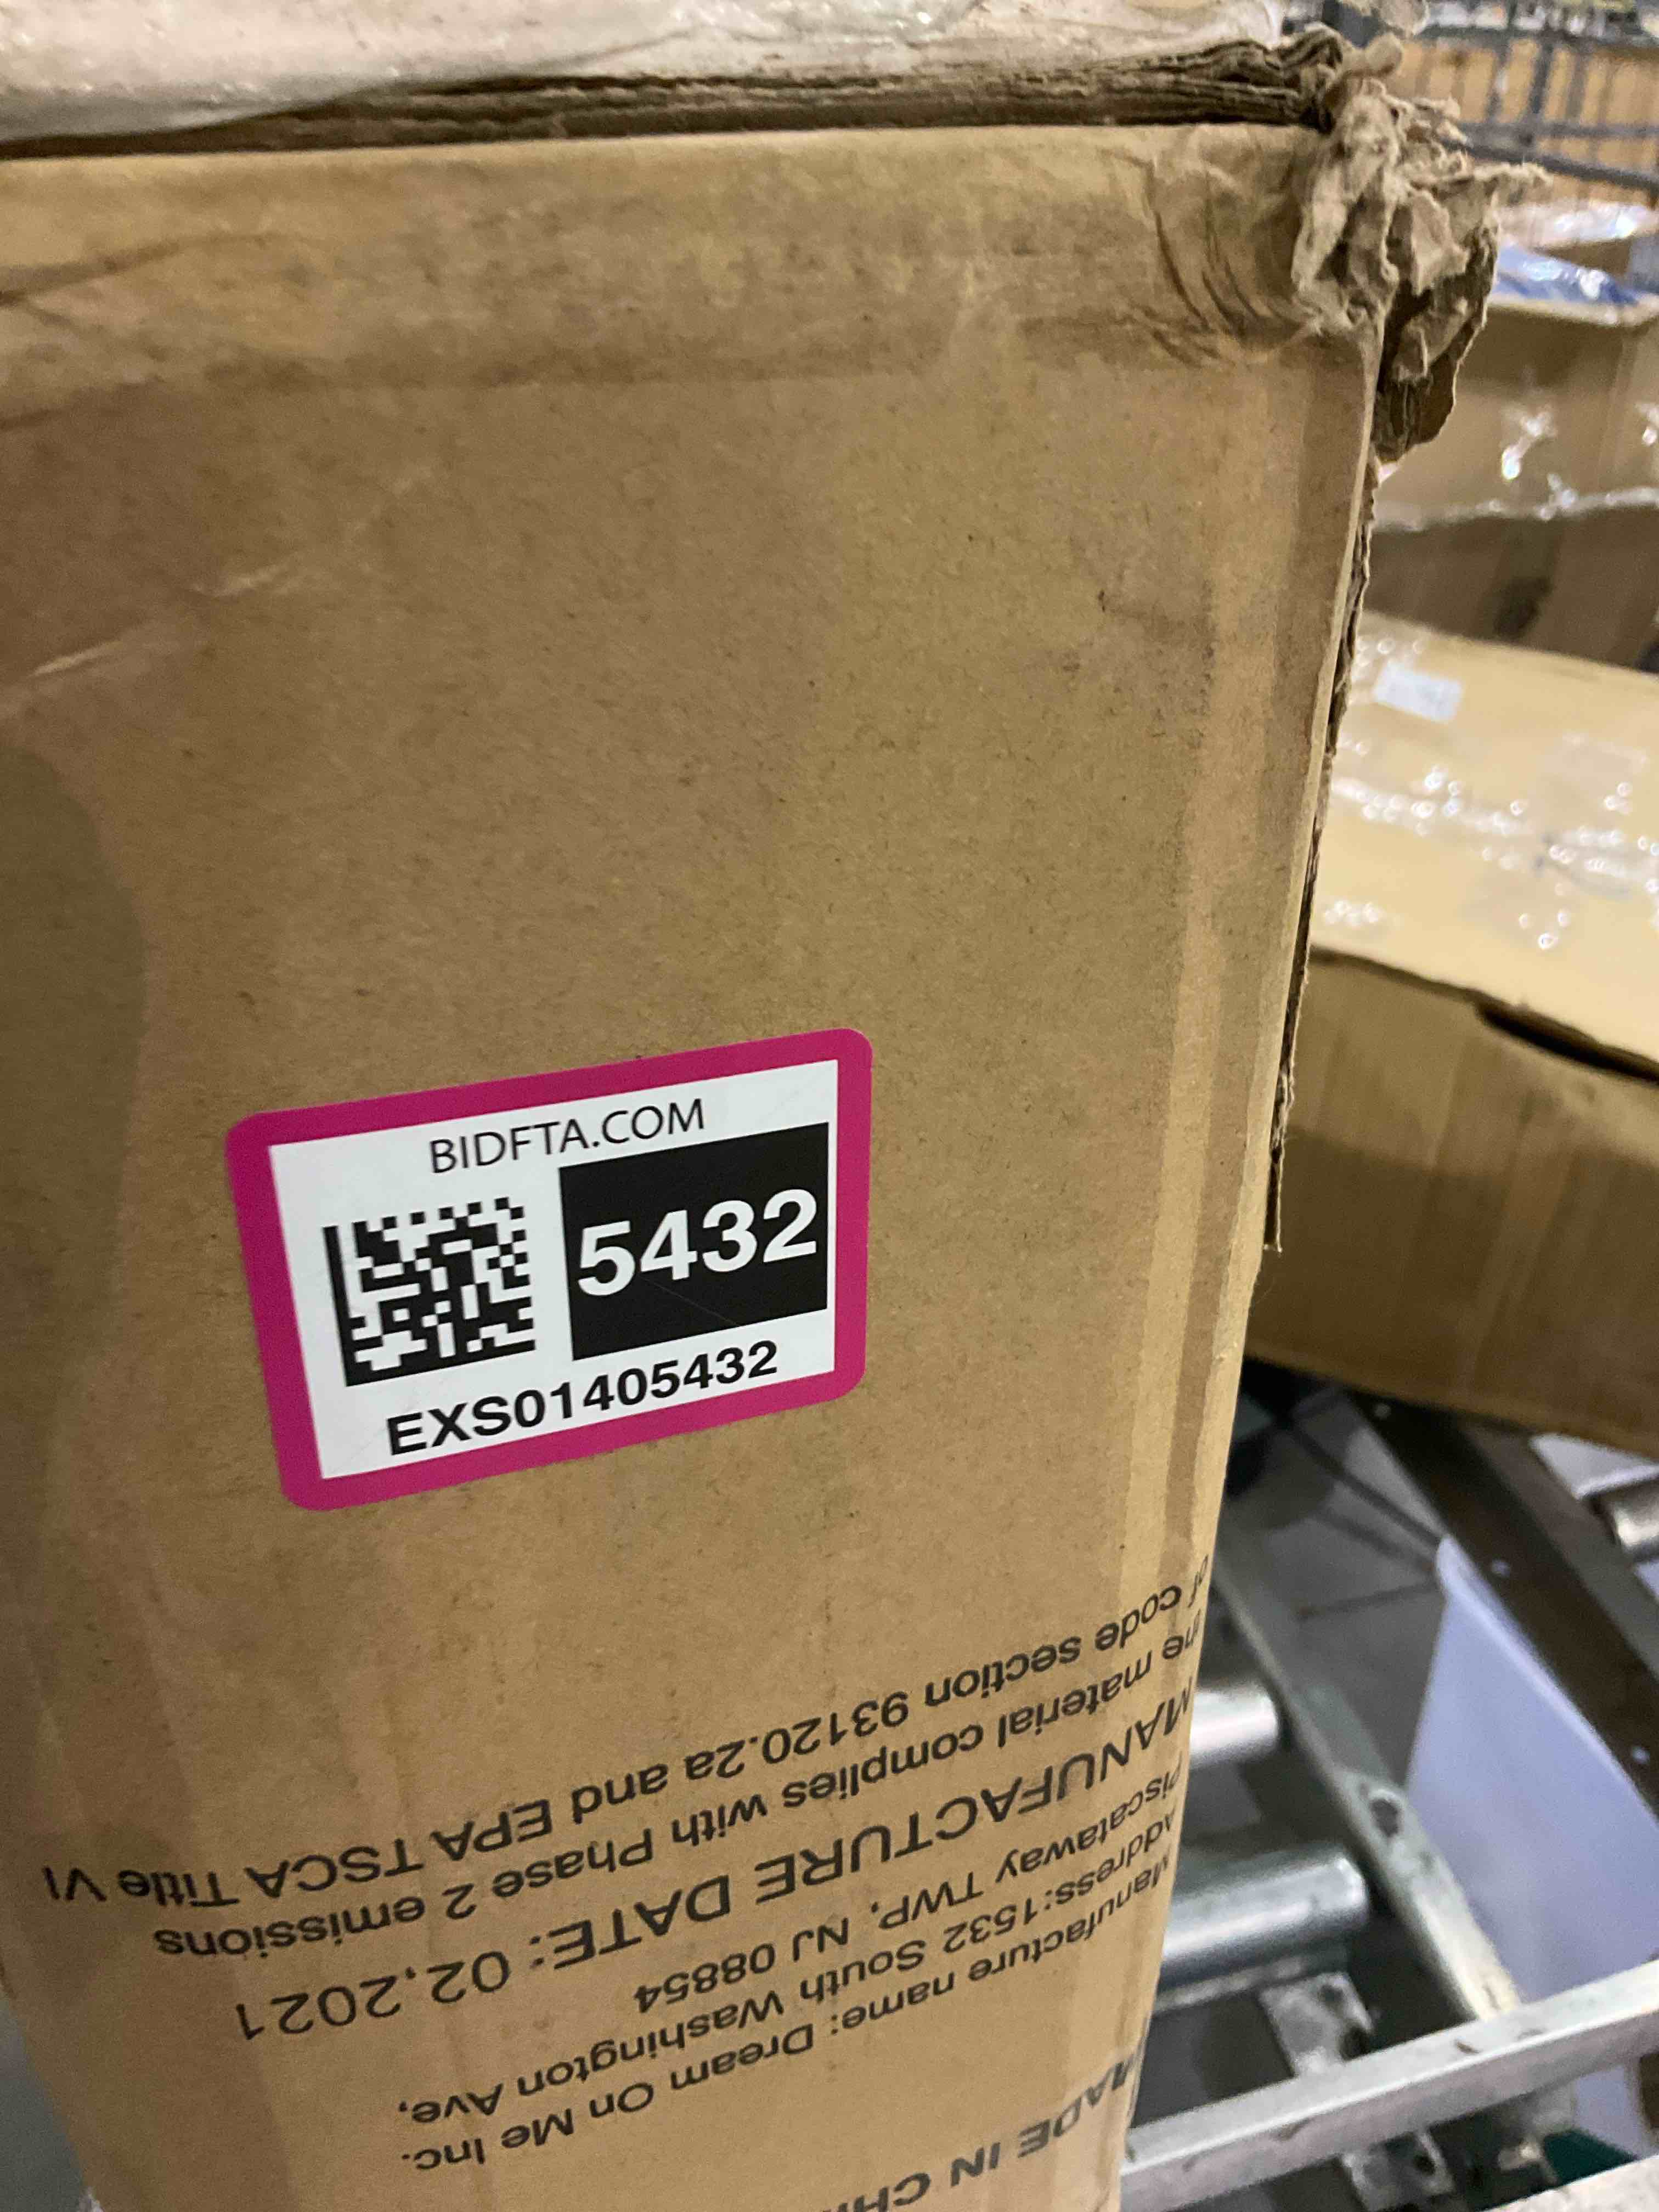 BIDFTA.COM
5432
EXS01405432
MADE IN
Manufacture name: Dream On Me Inc.
Address:1532 South Washington Ave,
Piscataway TWP, NJ 08854
MANUFACTURE DATE: 02,2021
material complies with Phase 2 emissions
of code section 93120.2a and EPA TSCA Title VI